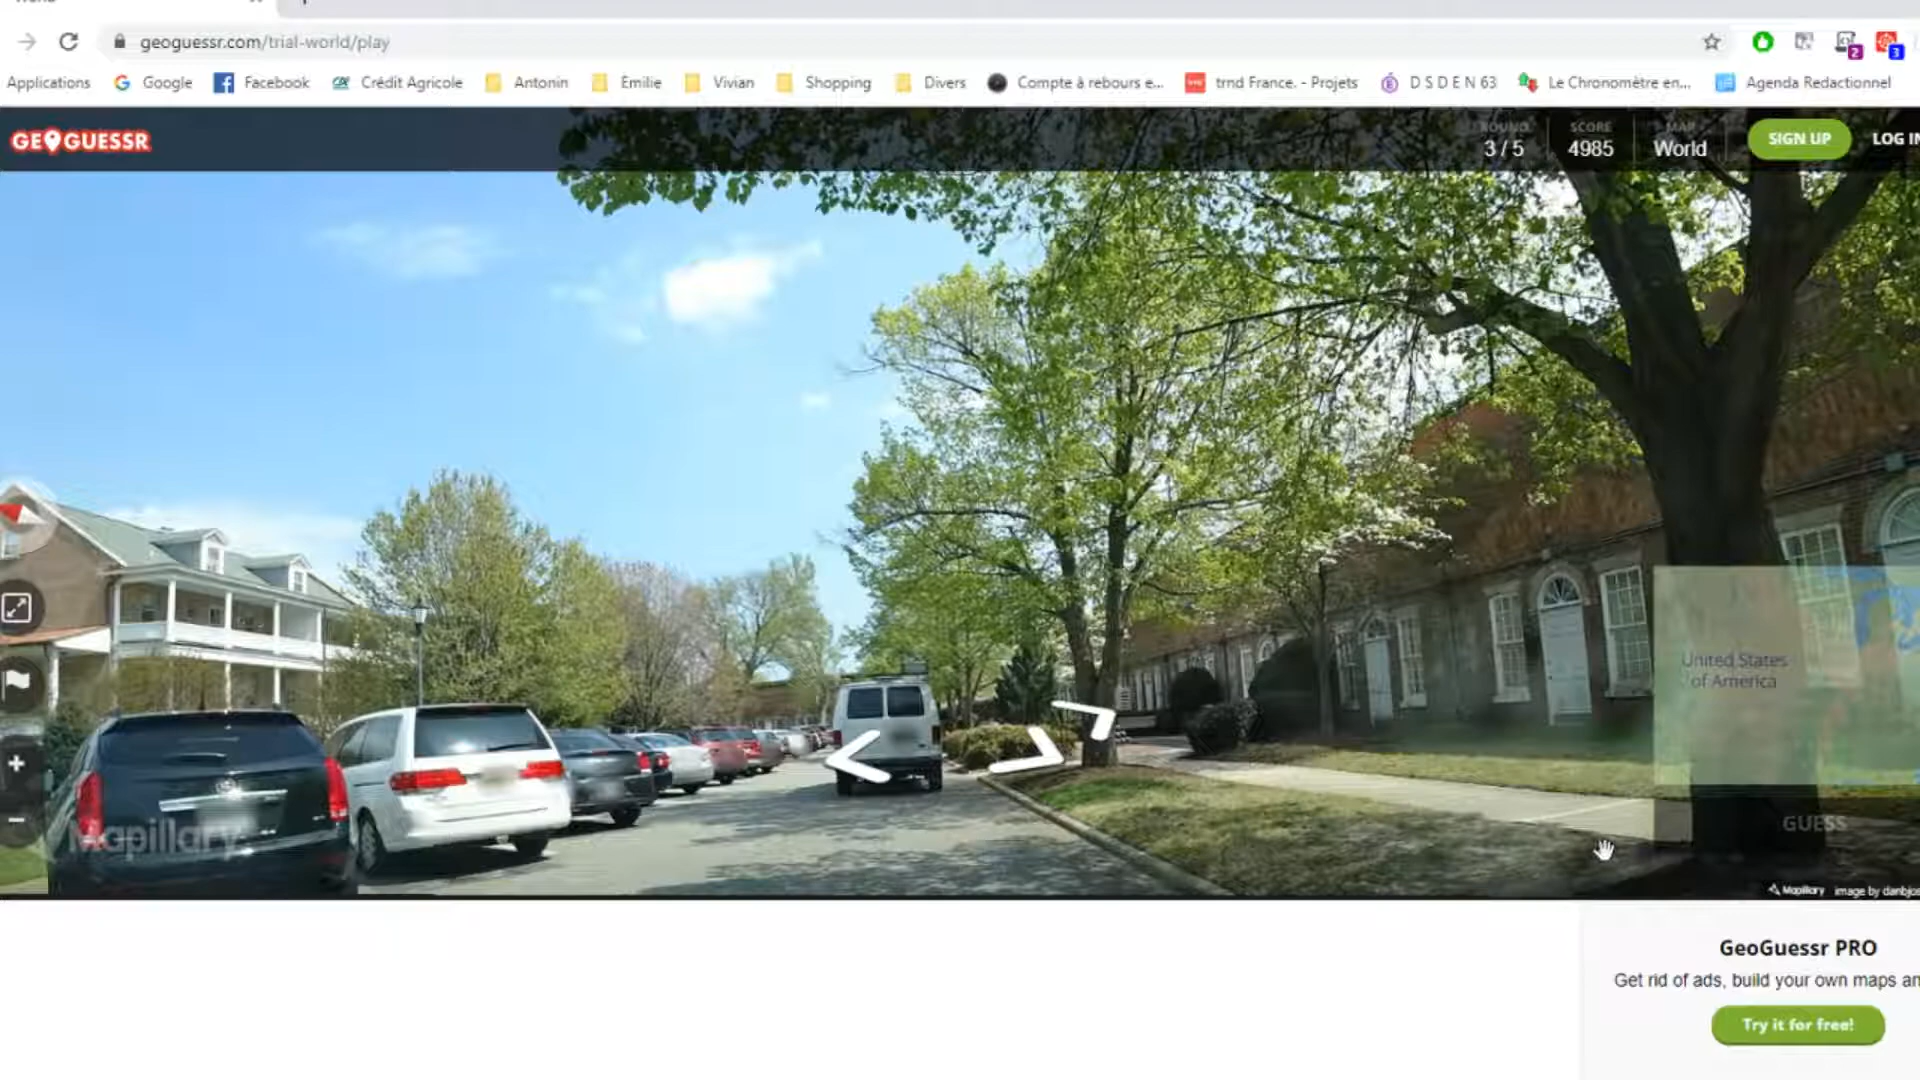 geoguessr.com/trial-world/play
2
3
Applications
Google
Facebook
Crédit Agricole
Antonin
Emilie
Vivian
Shopping
Divers
Compte à rebours e...
trnd France. - Projets
D S D E N 63
Le Chronomètre en...
Agenda Redactionnel
GEOGUESSR
ROUND
3 / 5
SCORE
4985
MAP
World
SIGN UP
LOG IN
United States
of America
Mapillary
GUESS
Mapillary image by danbjos
GeoGuessr PRO
Get rid of ads, build your own maps an
Try it for free!